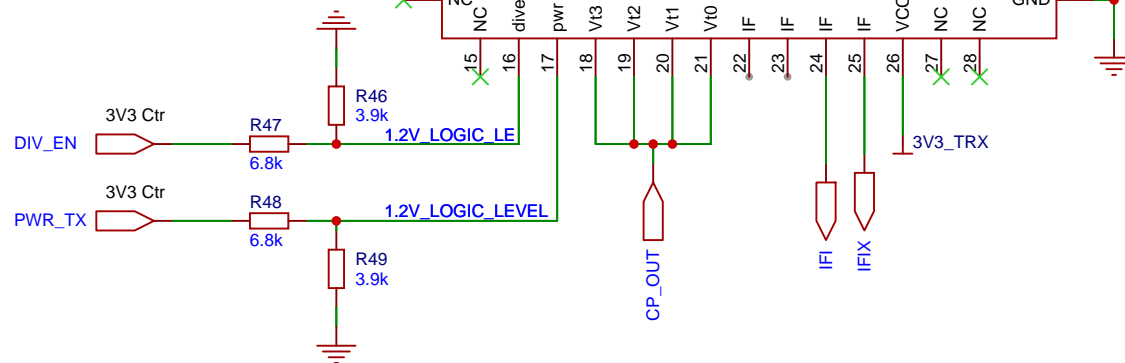 NC
GND
NC
dive
pwr
Vt3
Vt2
Vt1
Vt0
IF
IF
IF
IF
VCC
NC
NC
15
16
17
18
19
20
21
22
23
24
25
26
27
28
R46
3.9k
3V3 Ctr
DIV_EN
R47
6.8k
1.2V_LOGIC_LE
3V3_TRX
3V3 Ctr
PWR_TX
R48
6.8k
1.2V_LOGIC_LEVEL
R49
3.9k
CP_OUT
IFI
IFIX